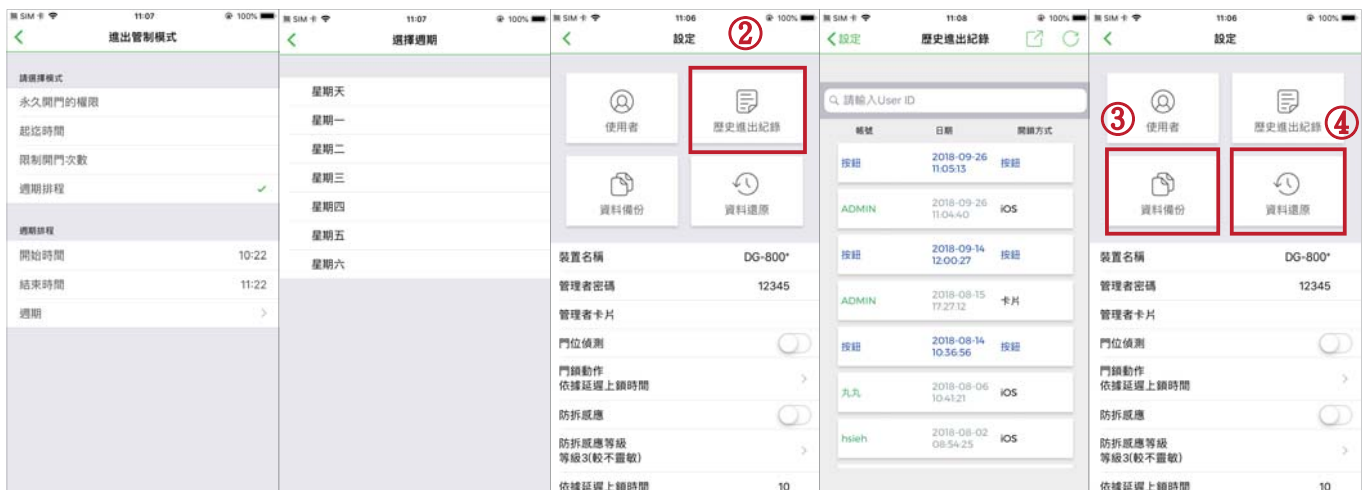 無 SIM 卡 11:07 100%
進出管制模式
請選擇模式
永久開門的權限
起迄時間
限制開門次數
週期排程
週期排程
開始時間 10:22
結束時間 11:22
週期
無 SIM 卡 11:07 100%
選擇週期
星期天
星期一
星期二
星期三
星期四
星期五
星期六
無 SIM 卡 11:06 100%
設定
②
使用者
歷史進出紀錄
資料備份
資料還原
裝置名稱 DG-800*
管理者密碼 12345
管理者卡片
門位偵測
門鎖動作
依據延遲上鎖時間
防拆感應
防拆感應等級
等級3(較不靈敏)
依據延遲上鎖時間 10
無 SIM 卡 11:08 100%
設定 歷史進出紀錄
請輸入User ID
帳號 日期 開鎖方式
按鈕 2018-09-26 11:05:13 按鈕
ADMIN 2018-09-26 11:04:40 iOS
按鈕 2018-09-14 12:00:27 按鈕
ADMIN 2018-08-15 17:27:12 卡片
按鈕 2018-08-14 10:36:56 按鈕
丸丸 2018-08-06 10:41:21 iOS
hsieh 2018-08-02 08:54:25 iOS
無 SIM 卡 11:06 100%
設定
使用者
歷史進出紀錄
③
④
資料備份
資料還原
裝置名稱 DG-800*
管理者密碼 12345
管理者卡片
門位偵測
門鎖動作
依據延遲上鎖時間
防拆感應
防拆感應等級
等級3(較不靈敏)
依據延遲上鎖時間 10